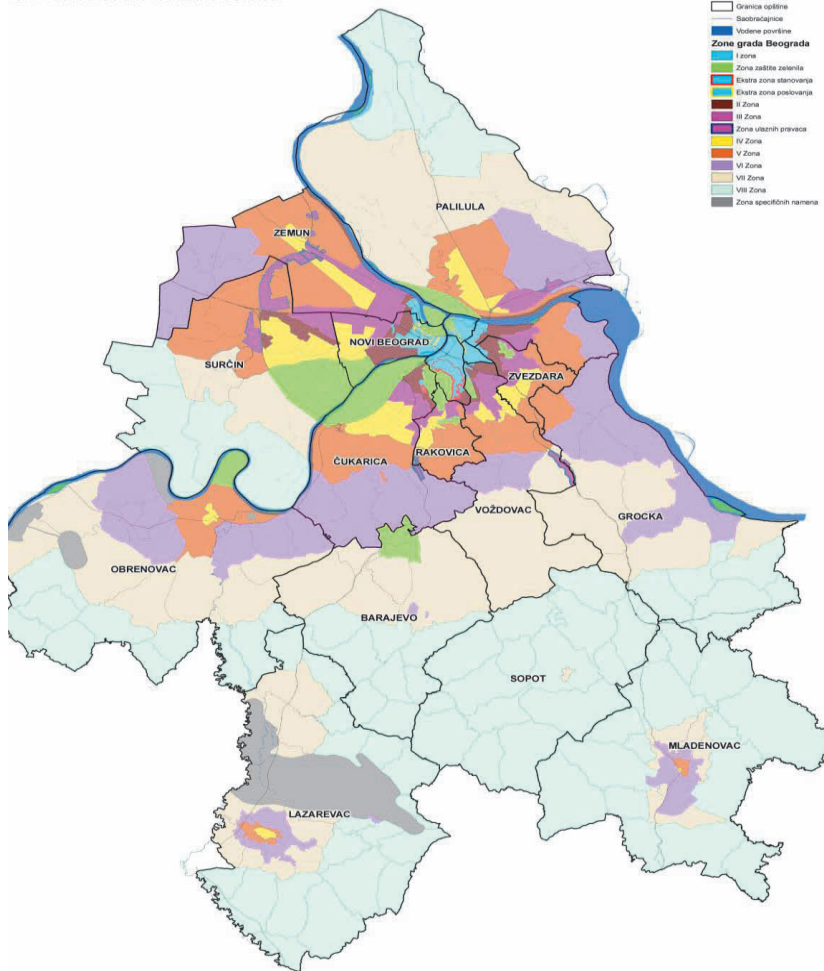 Granica opštine
Saobraćajnice
Vodene površine
Zone grada Beograda
I zona
Zona zaštite zelenila
Ekstra zona stanovanja
Ekstra zona poslovanja
II Zona
III Zona
Zona ulaznih pravaca
IV Zona
V Zona
VI Zona
VII Zona
VIII Zona
Zona specifičnih namena
PALILULA
ZEMUN
NOVI BEOGRAD
SURČIN
ZVEZDARA
ČUKARICA
RAKOVICA
VOŽDOVAC
GROCKA
OBRENOVAC
BARAJEVO
SOPOT
MLADENOVAC
LAZAREVAC